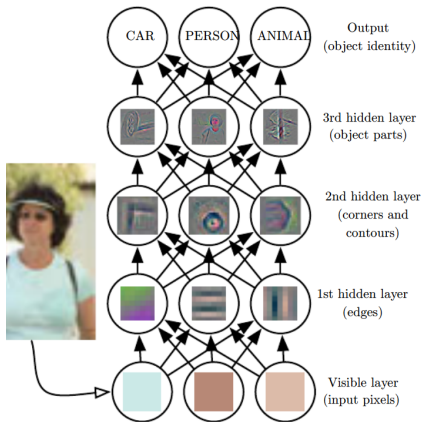 CAR PERSON ANIMAL
Output
(object identity)
3rd hidden layer
(object parts)
2nd hidden layer
(corners and
contours)
1st hidden layer
(edges)
Visible layer
(input pixels)